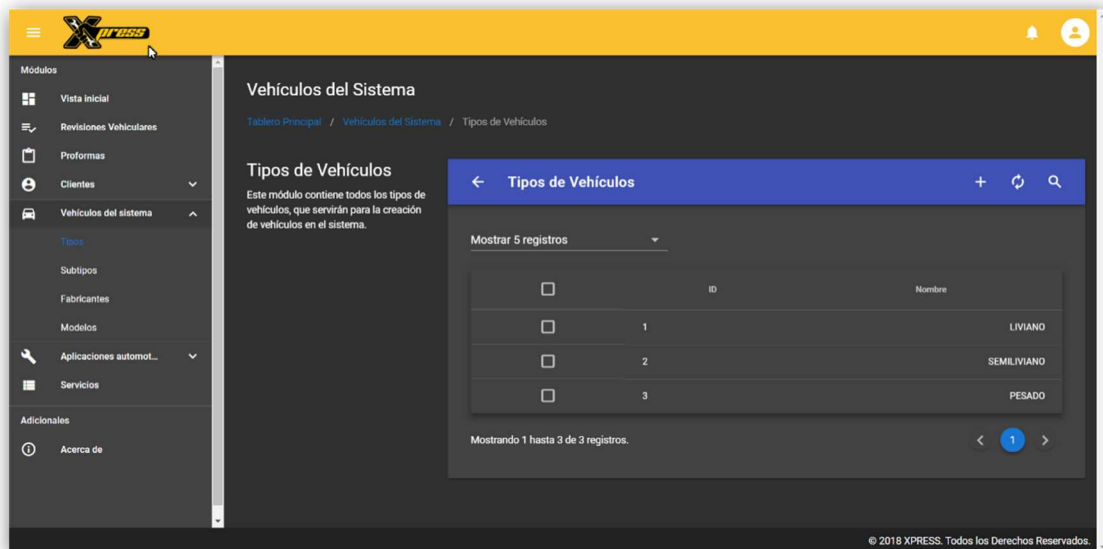 Xpress
Módulos
Vista inicial
Revisiones Vehiculares
Proformas
Clientes
Vehículos del sistema
Tipos
Subtipos
Fabricantes
Modelos
Aplicaciones automot...
Servicios
Adicionales
Acerca de
Vehículos del Sistema
Tablero Principal / Vehículos del Sistema / Tipos de Vehículos
Tipos de Vehículos
Este módulo contiene todos los tipos de
vehículos, que servirán para la creación
de vehículos en el sistema.
Tipos de Vehículos
Mostrar 5 registros
ID Nombre
1 LIVIANO
2 SEMILIVIANO
3 PESADO
Mostrando 1 hasta 3 de 3 registros.
1
© 2018 XPRESS. Todos los Derechos Reservados.